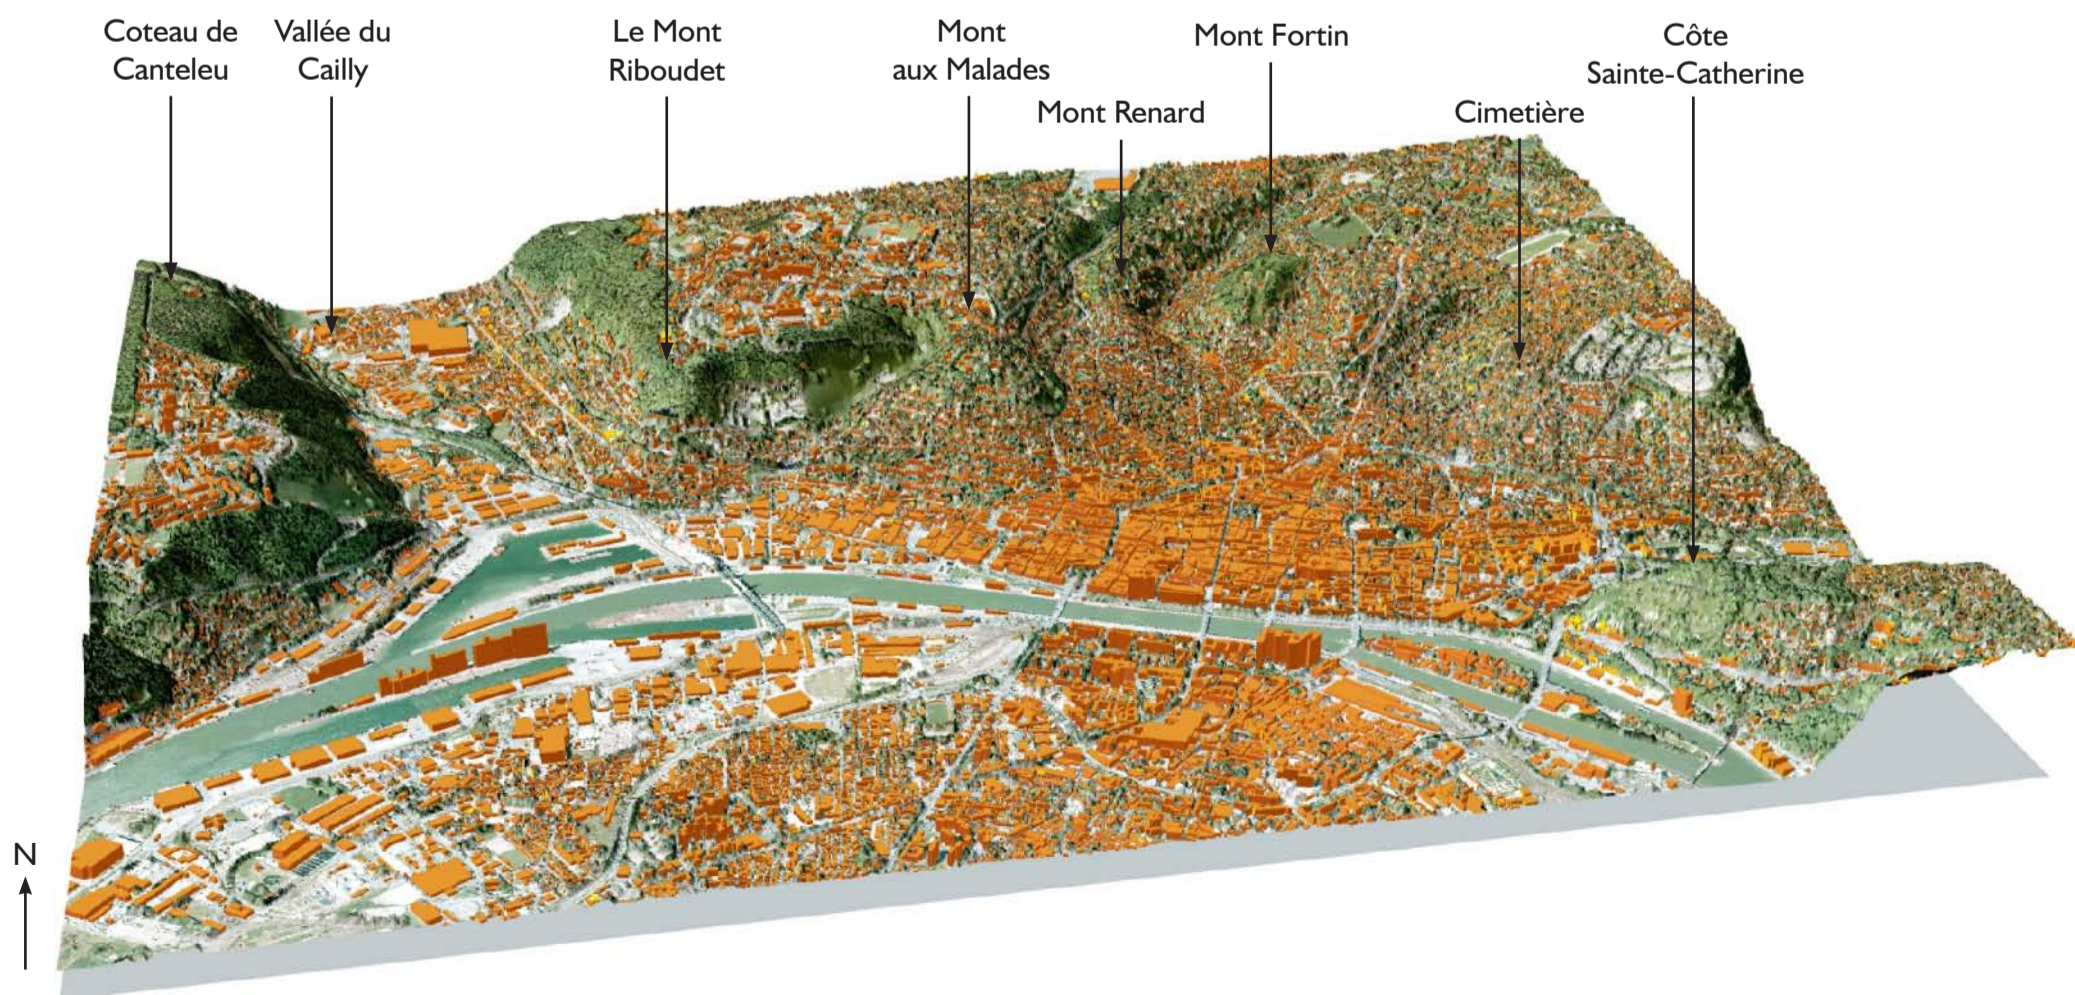 Coteau de
Canteleu
Vallée du
Cailly
Le Mont
Riboudet
Mont
aux Malades
Mont Renard
Mont Fortin
Cimetière
Côte
Sainte-Catherine
N